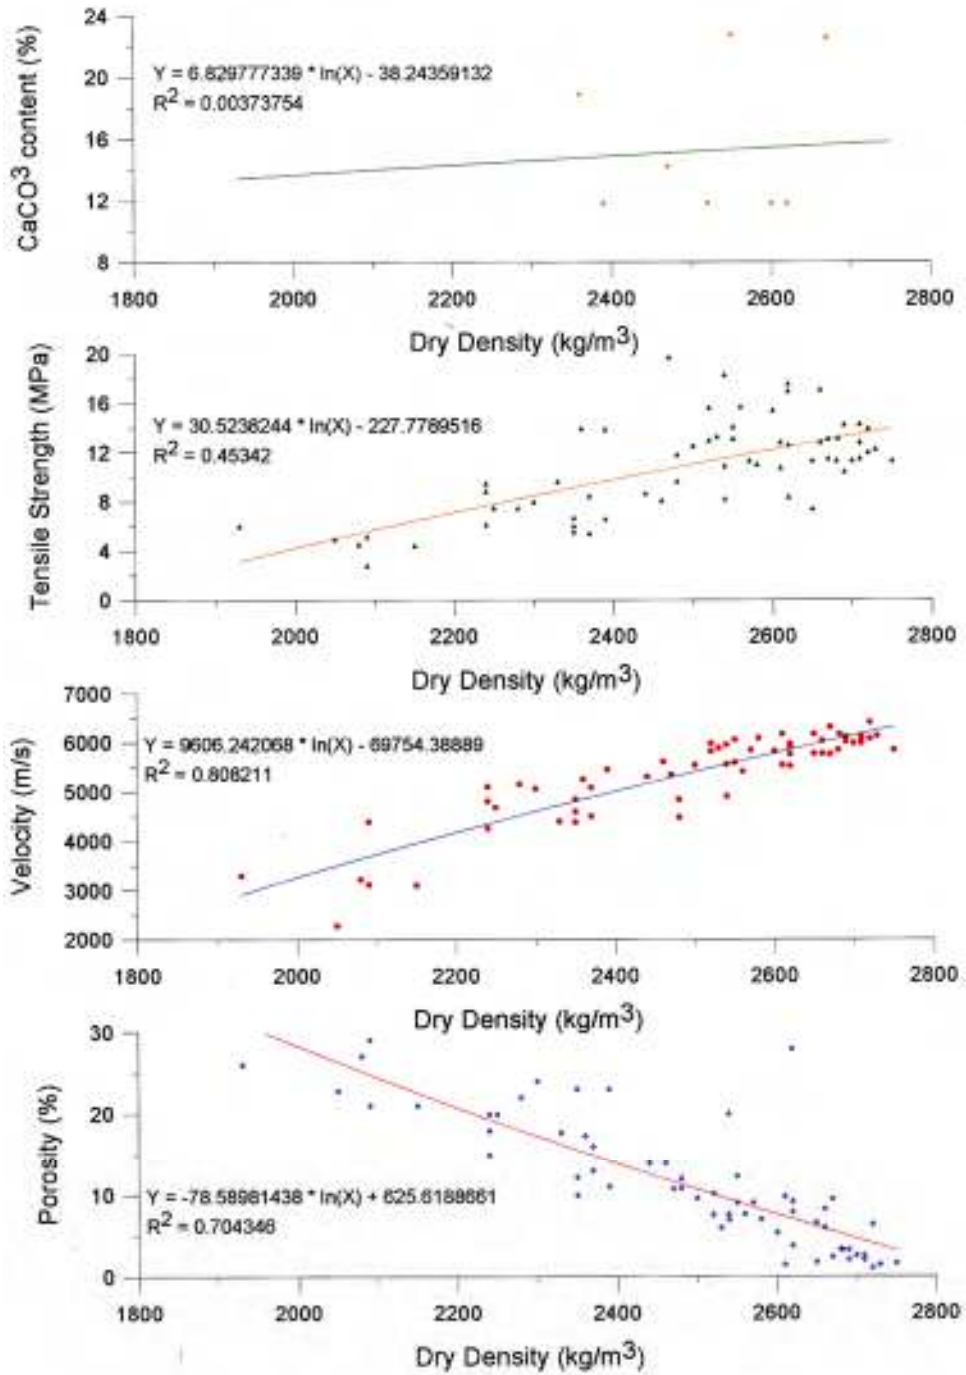 24
20
16
12
8
CaCO3 content (%)
Y = 6.829777339 * ln(X) - 38.24359132
R2 = 0.00373754
1800 2000 2200 2400 2600 2800
Dry Density (kg/m3)
20
16
12
8
4
0
Tensile Strength (MPa)
Y = 30.5236244 * ln(X) - 227.7789516
R2 = 0.45342
1800 2000 2200 2400 2600 2800
Dry Density (kg/m3)
7000
6000
5000
4000
3000
2000
Velocity (m/s)
Y = 9606.242068 * ln(X) - 69754.38889
R2 = 0.808211
1800 2000 2200 2400 2600 2800
Dry Density (kg/m3)
30
20
10
0
Porosity (%)
Y = -78.58981438 * ln(X) + 625.6188661
R2 = 0.704346
1800 2000 2200 2400 2600 2800
Dry Density (kg/m3)